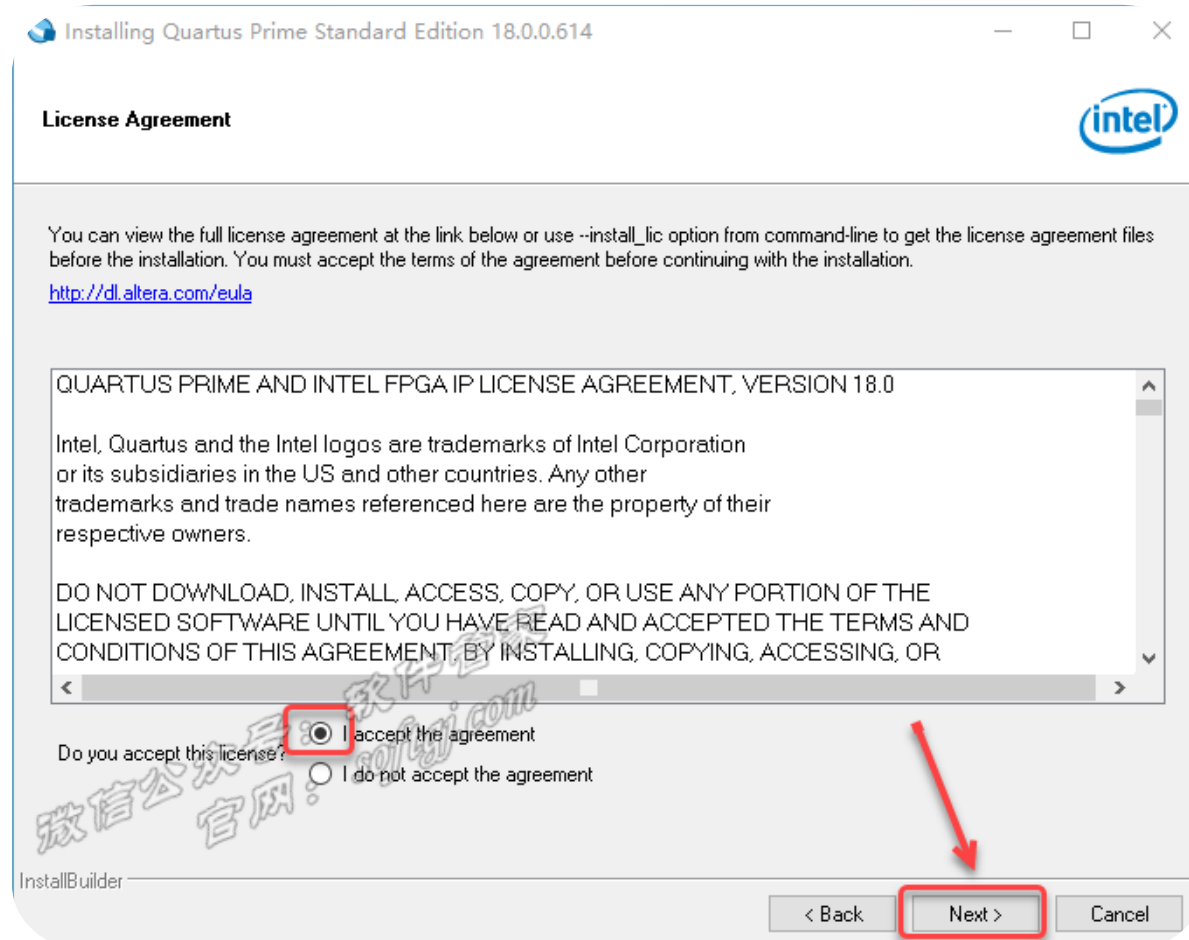 Installing Quartus Prime Standard Edition 18.0.0.614
License Agreement
intel
You can view the full license agreement at the link below or use --install_lic option from command-line to get the license agreement files
before the installation. You must accept the terms of the agreement before continuing with the installation.
http://dl.altera.com/eula
QUARTUS PRIME AND INTEL FPGA IP LICENSE AGREEMENT, VERSION 18.0
Intel, Quartus and the Intel logos are trademarks of Intel Corporation
or its subsidiaries in the US and other countries. Any other
trademarks and trade names referenced here are the property of their
respective owners.
DO NOT DOWNLOAD, INSTALL, ACCESS, COPY, OR USE ANY PORTION OF THE
LICENSED SOFTWARE UNTIL YOU HAVE READ AND ACCEPTED THE TERMS AND
CONDITIONS OF THIS AGREEMENT. BY INSTALLING, COPYING, ACCESSING, OR
Do you accept this license?
I accept the agreement
I do not accept the agreement
微信公众号：软件管家
官网：softgj.com
InstallBuilder
< Back
Next >
Cancel